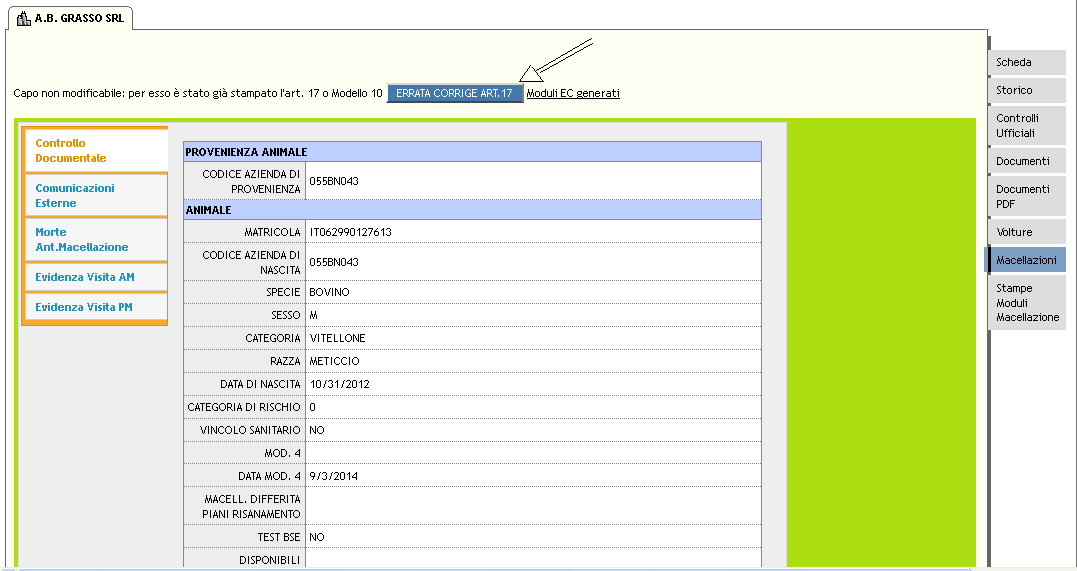 A.B. GRASSO SRL
Capo non modificabile: per esso è stato già stampato l'art. 17 o Modello 10 ERRATA CORRIGE ART.17 Moduli EC generati
Controllo
Documentale
Comunicazioni
Esterne
Morte
Ant.Macellazione
Evidenza Visita AM
Evidenza Visita PM
PROVENIENZA ANIMALE
CODICE AZIENDA DI
PROVENIENZA 055BN043
ANIMALE
MATRICOLA IT062990127613
CODICE AZIENDA DI
NASCITA 055BN043
SPECIE BOVINO
SESSO M
CATEGORIA VITELLONE
RAZZA METICCIO
DATA DI NASCITA 10/31/2012
CATEGORIA DI RISCHIO 0
VINCOLO SANITARIO NO
MOD. 4
DATA MOD. 4 9/3/2014
MACELL. DIFFERITA
PIANI RISANAMENTO
TEST BSE NO
DISPONIBILI
Scheda
Storico
Controlli
Ufficiali
Documenti
Documenti
PDF
Volture
Macellazioni
Stampe
Moduli
Macellazione